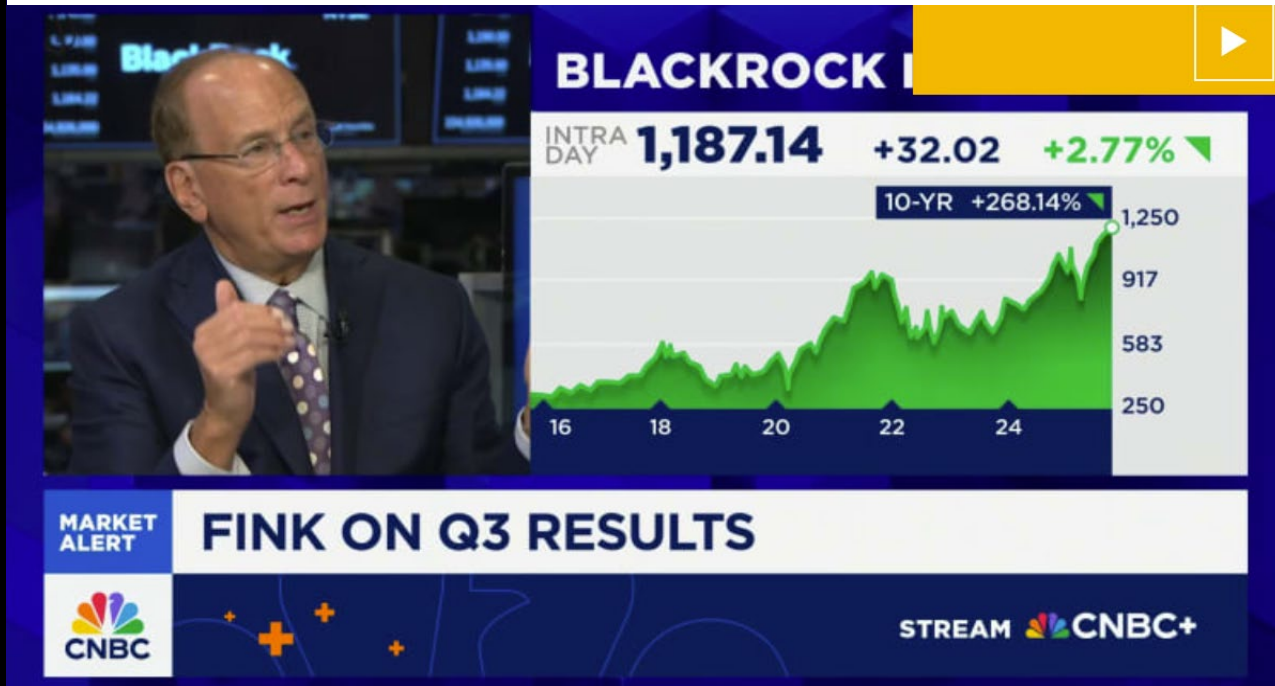 BlackRock
BLACKROCK
INTRA
DAY
1,187.14 +32.02 +2.77%
10-YR +268.14%
1,250
917
583
250
16 18 20 22 24
MARKET
ALERT
FINK ON Q3 RESULTS
CNBC
STREAM CNBC+